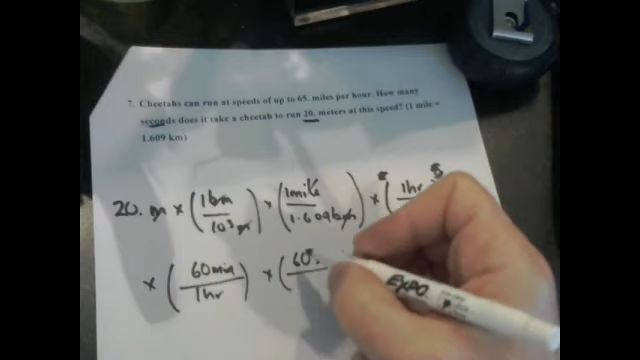 7. Cheetahs can run at speeds of up to 65. miles per hour. How many
seconds does it take a cheetah to run 20. meters at this speed? (1 mile =
1.609 km)
20. m × (1km/10³m) × (1mile/1.609km) × (1hr
× (60min/1hr) × (60
EXPO